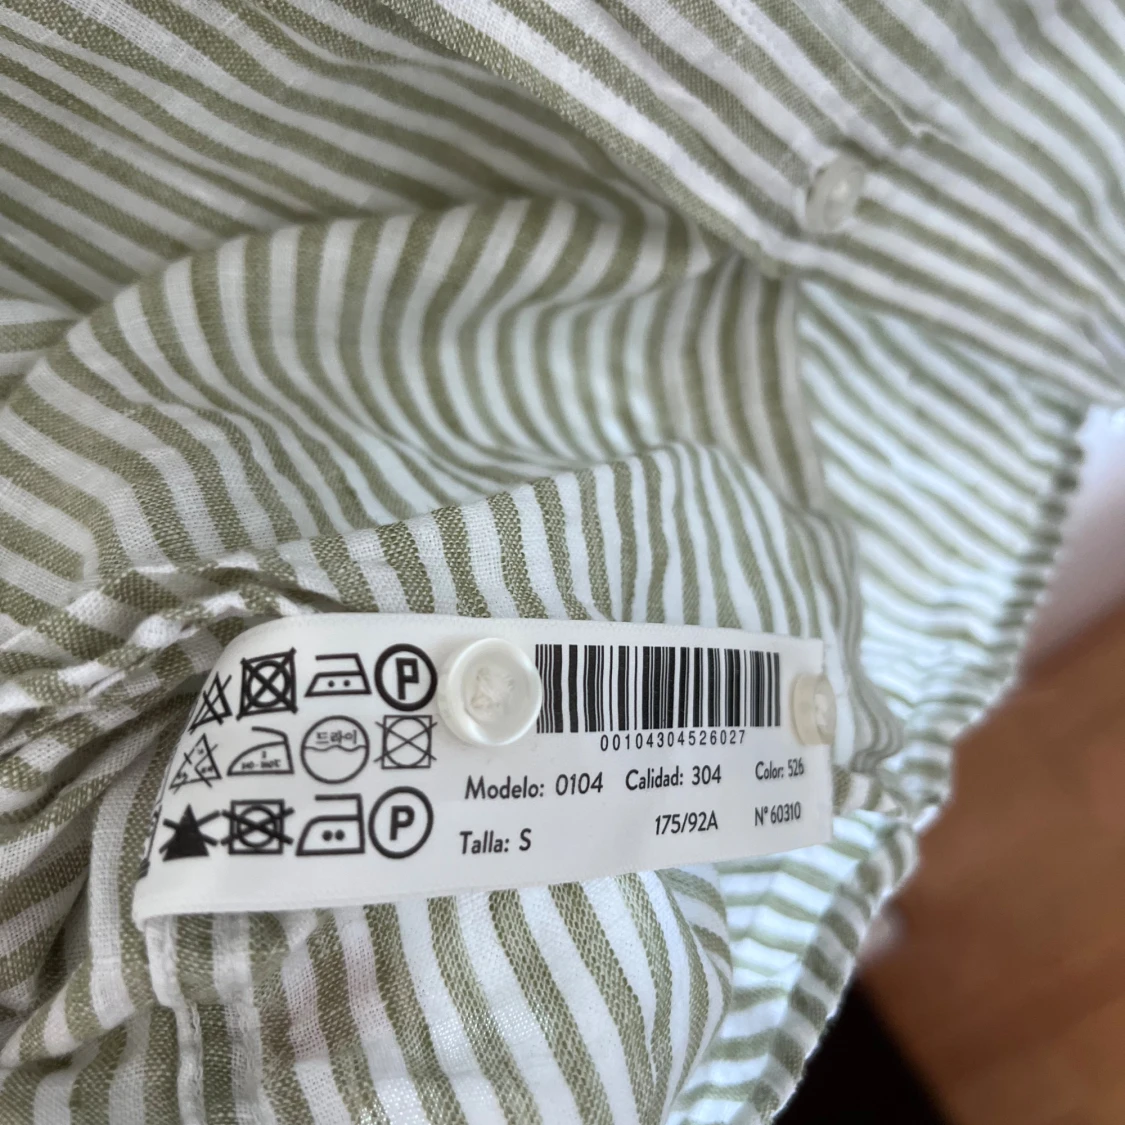 P
드라이
P
00104304526027
Modelo: 0104 Calidad: 304 Color: 526
Talla: S 175/92A Nº 60310